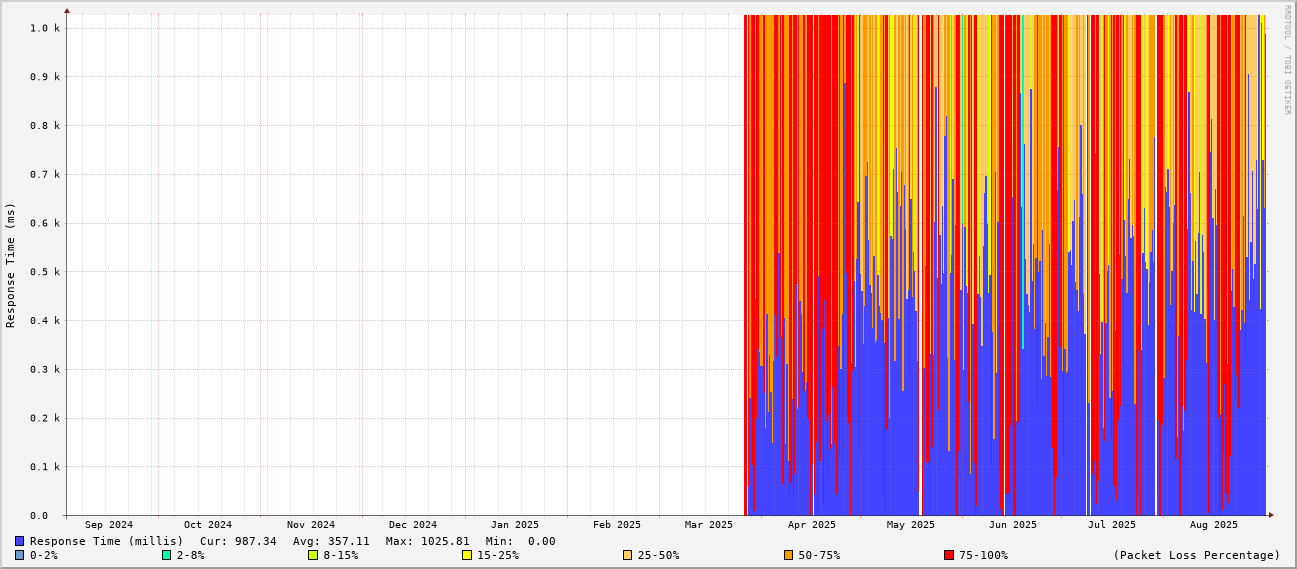 RRDTOOL / TOBI OETIKER
Response Time (ms)
1.0 k
0.9 k
0.8 k
0.7 k
0.6 k
0.5 k
0.4 k
0.3 k
0.2 k
0.1 k
0.0
Sep 2024 Oct 2024 Nov 2024 Dec 2024 Jan 2025 Feb 2025 Mar 2025 Apr 2025 May 2025 Jun 2025 Jul 2025 Aug 2025
Response Time (millis) Cur: 987.34 Avg: 357.11 Max: 1025.81 Min: 0.00
0-2% 2-8% 8-15% 15-25% 25-50% 50-75% 75-100% (Packet Loss Percentage)